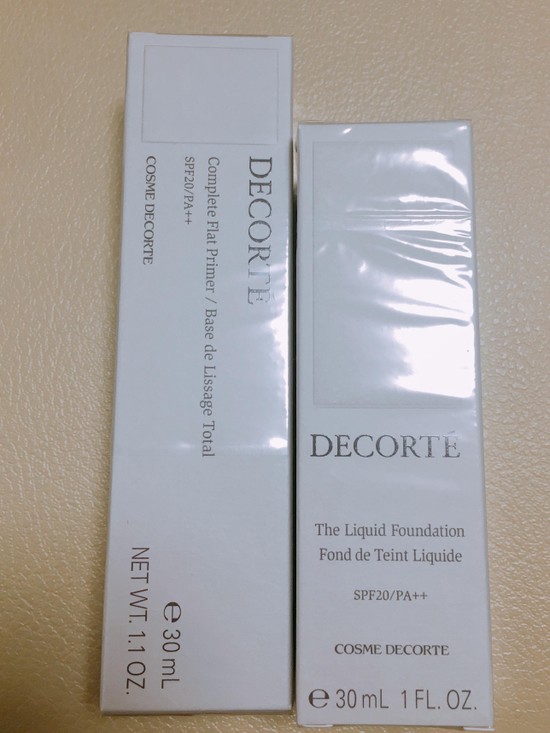 DECORTÉ
Complete Flat Primer / Base de Lissage Total
SPF20/PA++
COSME DECORTE
e 30 mL
NET WT. 1.1 OZ.
DECORTÉ
The Liquid Foundation
Fond de Teint Liquide
SPF20/PA++
COSME DECORTE
e 30 mL 1 FL. OZ.